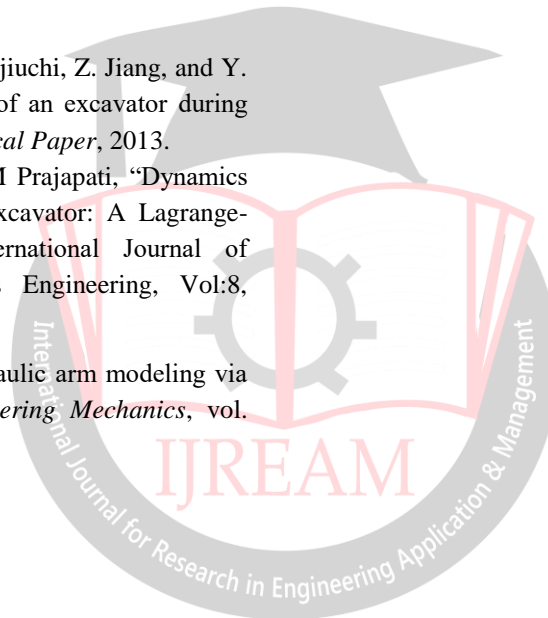 jiuchi, Z. Jiang, and Y.
of an excavator during
cal Paper, 2013.
M Prajapati, “Dynamics
xcavator: A Lagrange-
ernational Journal of
s Engineering, Vol:8,
aulic arm modeling via
ering Mechanics, vol.
International Journal for Research in Engineering Application & Management
IJREAM